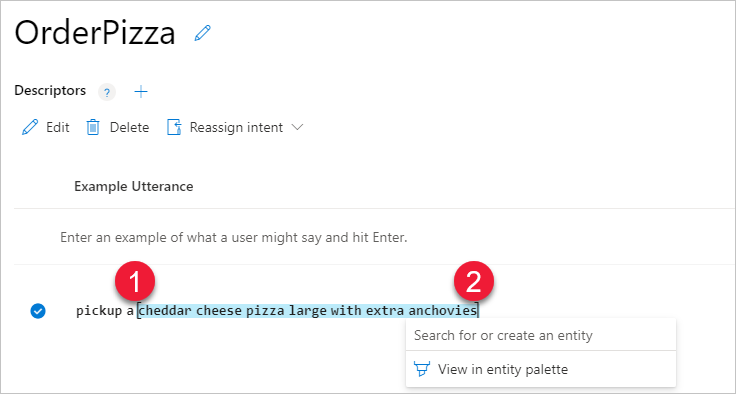 OrderPizza
Descriptors ? +
Edit Delete Reassign intent
Example Utterance
Enter an example of what a user might say and hit Enter.
1 2
pickup a [cheddar cheese pizza large with extra anchovies]
Search for or create an entity
View in entity palette